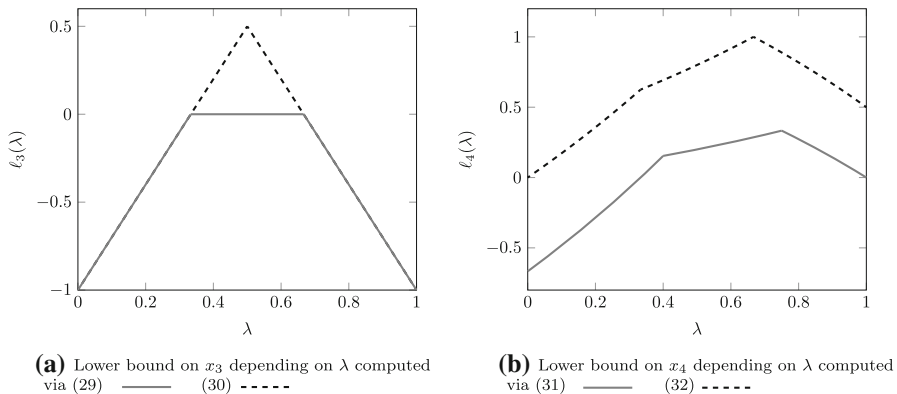 0.5
0
−0.5
−1
0
0.2
0.4
0.6
0.8
1
ℓ3(λ)
λ
1
0.5
0
−0.5
0
0.2
0.4
0.6
0.8
1
ℓ4(λ)
λ
(a) Lower bound on x3 depending on λ computed
via (29) (30)
(b) Lower bound on x4 depending on λ computed
via (31) (32)